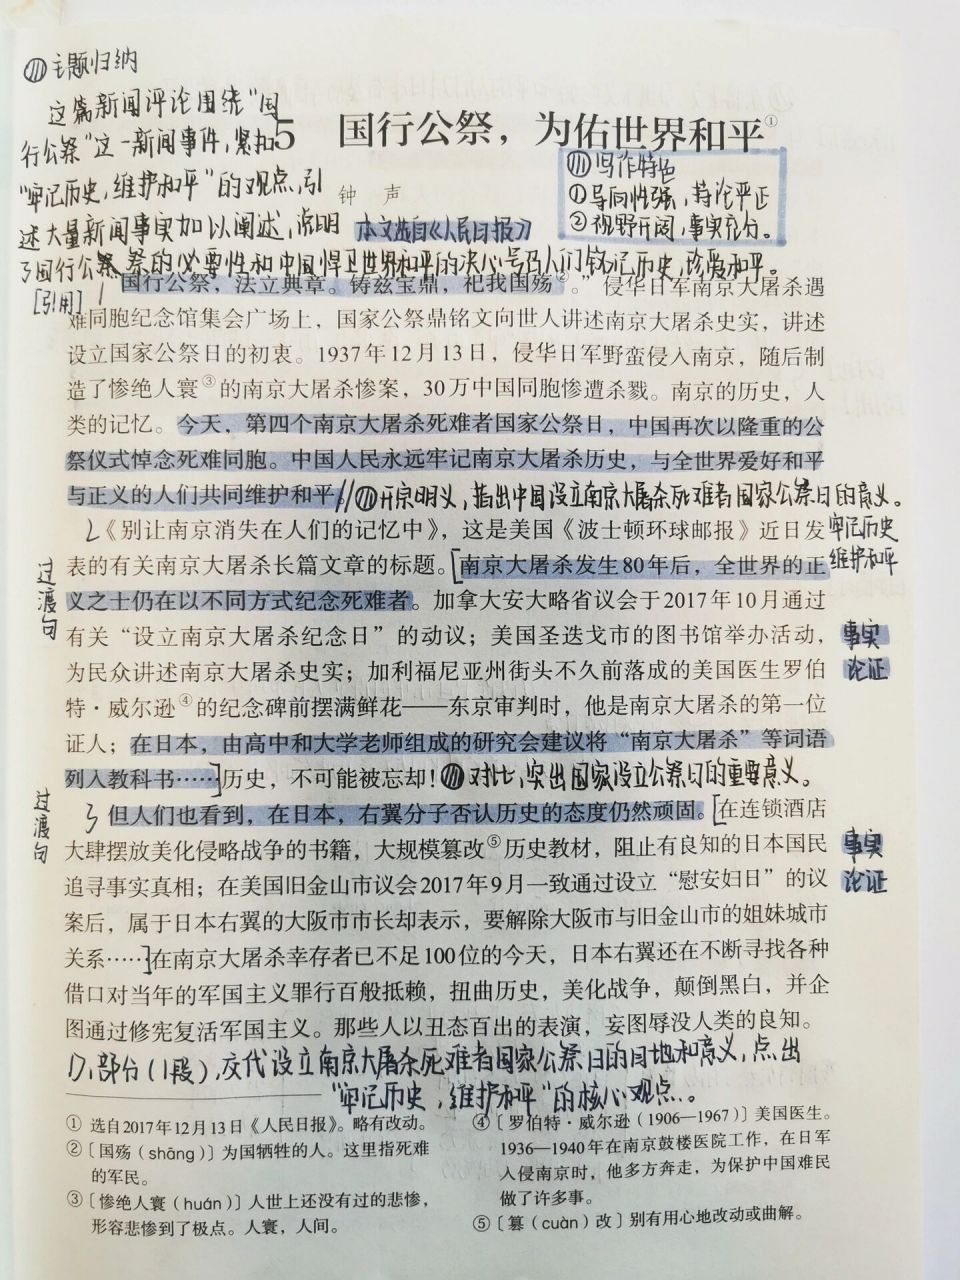 ⑪主题归纳
这篇新闻评论围绕“国
行公祭”这一新闻事件,紧扣
“牢记历史,维护和平”的观点,引
述大量新闻事实加以阐述,说明
了国行公祭 祭的必要性和中国悍卫世界和平的决心号召人们铭记历史,珍爱和平。
5 国行公祭，为佑世界和平①
钟 声
本文选自《人民日报》
⑪写作特色
①导向性强,持论平正
②视野开阔,事实充分。
[引用]
1 “国行公祭，法立典章。铸兹宝鼎，祀我国殇②。”侵华日军南京大屠杀遇
难同胞纪念馆集会广场上，国家公祭鼎铭文向世人讲述南京大屠杀史实，讲述
设立国家公祭日的初衷。1937年12月13日，侵华日军野蛮侵入南京，随后制
造了惨绝人寰③的南京大屠杀惨案，30万中国同胞惨遭杀戮。南京的历史，人
类的记忆。今天，第四个南京大屠杀死难者国家公祭日，中国再次以隆重的公
祭仪式悼念死难同胞。中国人民永远牢记南京大屠杀历史，与全世界爱好和平
与正义的人们共同维护和平。// ⑪开宗明义,指出中国设立南京大屠杀死难者国家公祭日的意义。
牢记历史
维护和平
2《别让南京消失在人们的记忆中》，这是美国《波士顿环球邮报》近日发
表的有关南京大屠杀长篇文章的标题。[南京大屠杀发生80年后，全世界的正
义之士仍在以不同方式纪念死难者。加拿大安大略省议会于2017年10月通过
有关“设立南京大屠杀纪念日”的动议；美国圣迭戈市的图书馆举办活动，
为民众讲述南京大屠杀史实；加利福尼亚州街头不久前落成的美国医生罗伯
特·威尔逊④的纪念碑前摆满鲜花——东京审判时，他是南京大屠杀的第一位
证人；在日本，由高中和大学老师组成的研究会建议将“南京大屠杀”等词语
列入教科书……]历史，不可能被忘却！⑪对比,突出国家设立公祭日的重要意义。
过渡句
事实
论证
3 但人们也看到，在日本，右翼分子否认历史的态度仍然顽固。[在连锁酒店
大肆摆放美化侵略战争的书籍，大规模篡改⑤历史教材，阻止有良知的日本国民
追寻事实真相；在美国旧金山市议会2017年9月一致通过设立“慰安妇日”的议
案后，属于日本右翼的大阪市市长却表示，要解除大阪市与旧金山市的姐妹城市
关系……]在南京大屠杀幸存者已不足100位的今天，日本右翼还在不断寻找各种
借口对当年的军国主义罪行百般抵赖，扭曲历史，美化战争，颠倒黑白，并企
图通过修宪复活军国主义。那些人以丑态百出的表演，妄图辱没人类的良知。
过渡句
事实
论证
1),部分(1段),交代设立南京大屠杀死难者国家公祭日的目地和意义,点出
“牢记历史,维护和平”的核心观点。
① 选自2017年12月13日《人民日报》。略有改动。
②〔国殇（shāng）〕为国牺牲的人。这里指死难
的军民。
③〔惨绝人寰（huán）〕人世上还没有过的悲惨，
形容悲惨到了极点。人寰，人间。
④〔罗伯特·威尔逊（1906—1967）〕美国医生。
1936—1940年在南京鼓楼医院工作，在日军
入侵南京时，他多方奔走，为保护中国难民
做了许多事。
⑤〔篡（cuàn）改〕别有用心地改动或曲解。